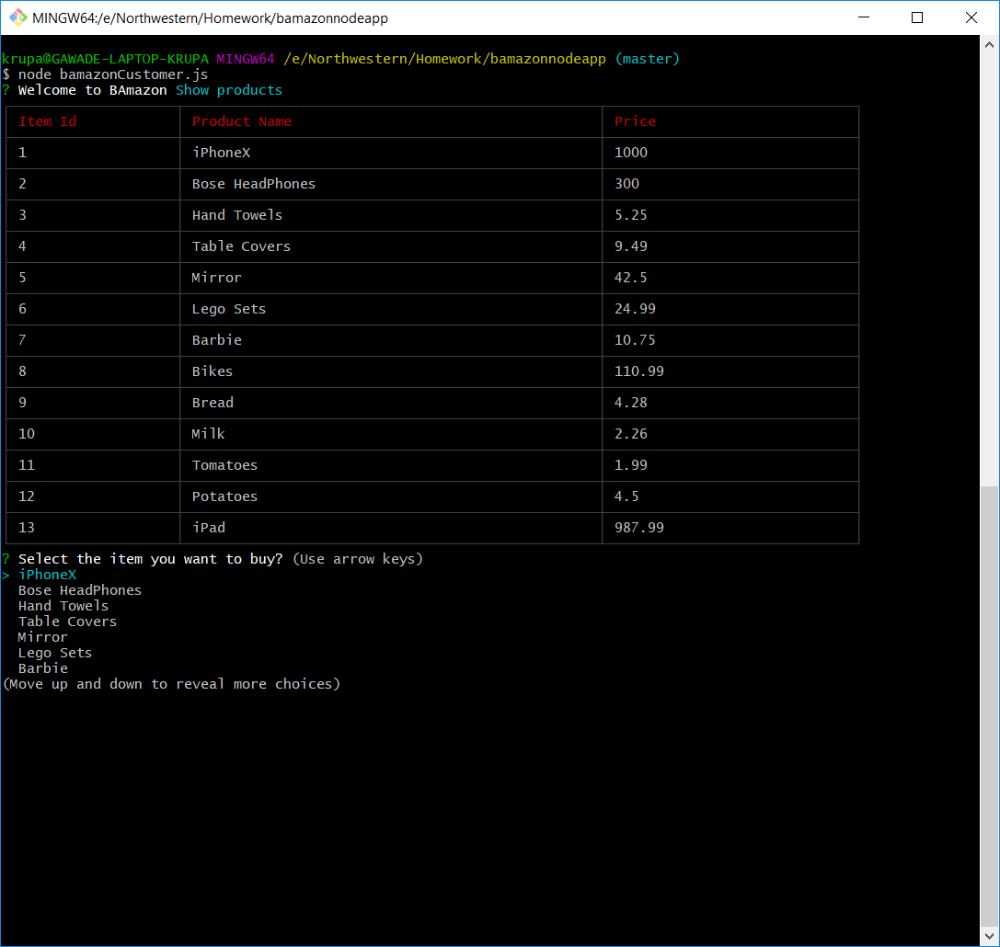 MINGW64:/e/Northwestern/Homework/bamazonnodeapp
krupa@GAWADE-LAPTOP-KRUPA MINGW64 /e/Northwestern/Homework/bamazonnodeapp (master)
$ node bamazonCustomer.js
? Welcome to BAmazon Show products
Item Id Product Name Price
1 iPhoneX 1000
2 Bose HeadPhones 300
3 Hand Towels 5.25
4 Table Covers 9.49
5 Mirror 42.5
6 Lego Sets 24.99
7 Barbie 10.75
8 Bikes 110.99
9 Bread 4.28
10 Milk 2.26
11 Tomatoes 1.99
12 Potatoes 4.5
13 iPad 987.99
? Select the item you want to buy? (Use arrow keys)
> iPhoneX
Bose HeadPhones
Hand Towels
Table Covers
Mirror
Lego Sets
Barbie
(Move up and down to reveal more choices)